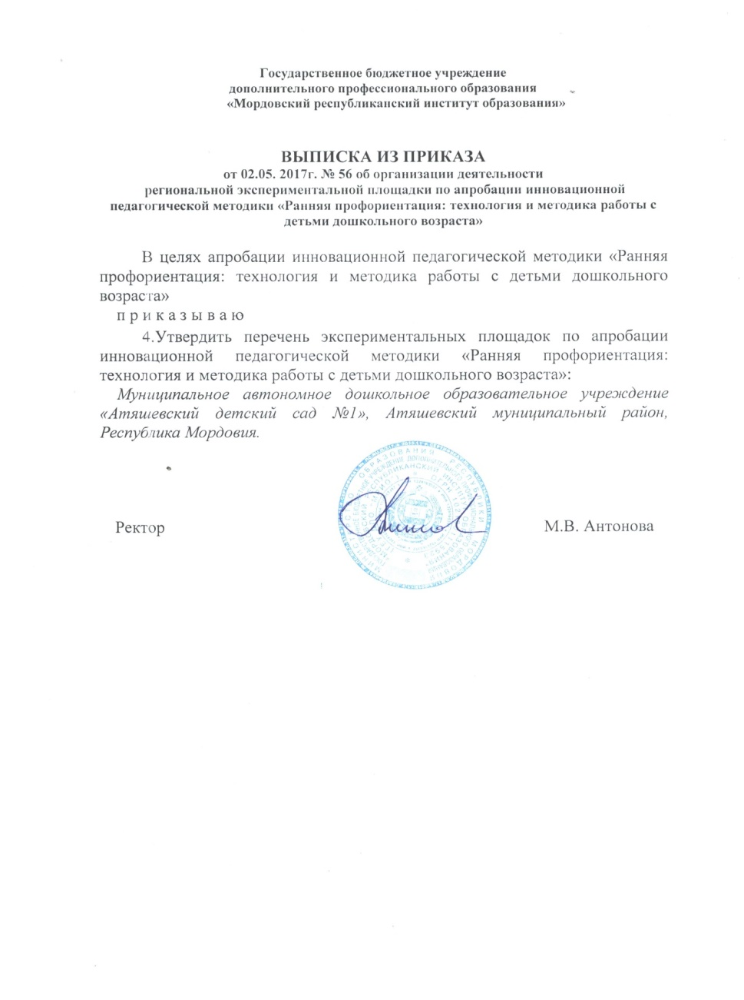 Государственное бюджетное учреждение
дополнительного профессионального образования
«Мордовский республиканский институт образования»
ВЫПИСКА ИЗ ПРИКАЗА
от 02.05. 2017г. № 56 об организации деятельности
региональной экспериментальной площадки по апробации инновационной
педагогической методики «Ранняя профориентация: технология и методика работы с
детьми дошкольного возраста»
В целях апробации инновационной педагогической методики «Ранняя
профориентация: технология и методика работы с детьми дошкольного
возраста»
п р и к а з ы в а ю
4.Утвердить перечень экспериментальных площадок по апробации
инновационной педагогической методики «Ранняя профориентация:
технология и методика работы с детьми дошкольного возраста»:
Муниципальное автономное дошкольное образовательное учреждение
«Атяшевский детский сад №1», Атяшевский муниципальный район,
Республика Мордовия.
Ректор
М.В. Антонова